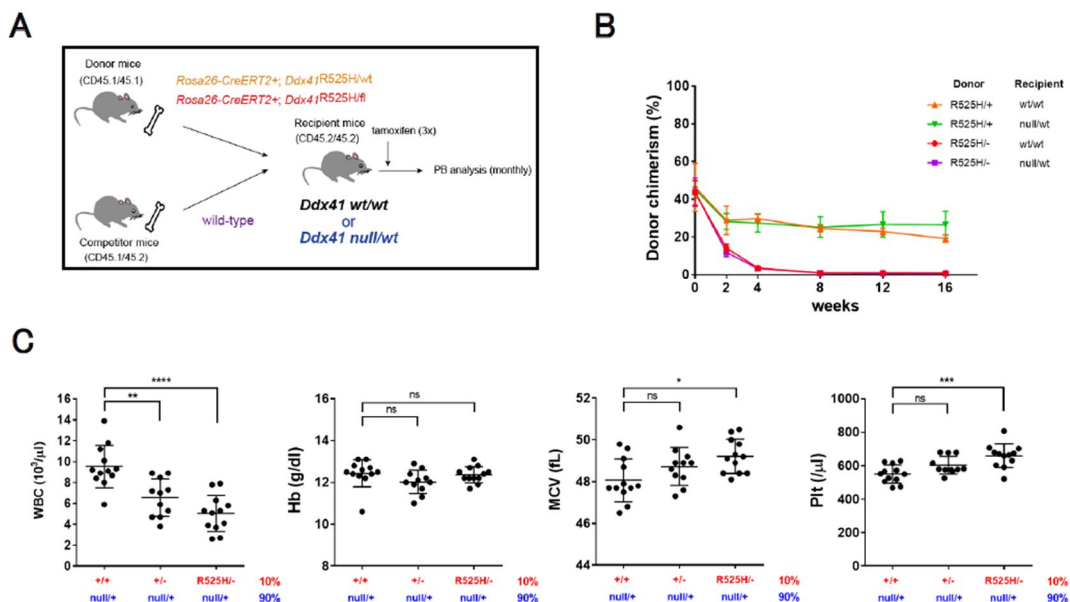 A
Donor mice
(CD45.1/45.1)
Rosa26-CreERT2+; Ddx41R525H/wt
Rosa26-CreERT2+; Ddx41R525H/fl
Recipient mice
(CD45.2/45.2)
tamoxifen (3x)
PB analysis (monthly)
wild-type
Ddx41 wt/wt
or
Ddx41 null/wt
Competitor mice
(CD45.1/45.2)
B
Donor chimerism (%)
100
80
60
40
20
0
0 2 4 8 12 16
weeks
Donor Recipient
R525H/+ wt/wt
R525H/+ null/wt
R525H/- wt/wt
R525H/- null/wt
C
WBC (10³/μl)
16
14
12
10
8
6
4
2
0
****
**
+/+ +/- R525H/- 10%
null/+ null/+ null/+ 90%
Hb (g/dl)
16
14
12
10
8
ns
ns
+/+ +/- R525H/- 10%
null/+ null/+ null/+ 90%
MCV (fL)
52
50
48
46
44
*
ns
+/+ +/- R525H/- 10%
null/+ null/+ null/+ 90%
Plt (/μl)
1000
800
600
400
200
0
***
ns
+/+ +/- R525H/- 10%
null/+ null/+ null/+ 90%